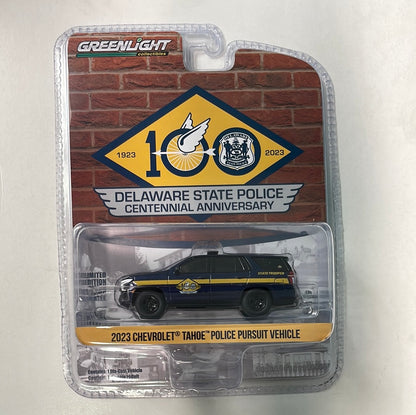 GREENLIGHT
collectibles
1923
100
2023
DELAWARE STATE POLICE
CENTENNIAL ANNIVERSARY
LIMITED
EDITION
STATE TROOPER
2023 CHEVROLET® TAHOE™ POLICE PURSUIT VEHICLE